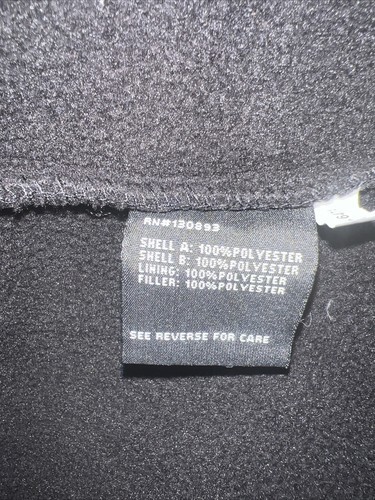 RN#130893
SHELL A: 100%POLYESTER
SHELL B: 100%POLYESTER
LINING: 100%POLYESTER
FILLER: 100%POLYESTER
SEE REVERSE FOR CARE